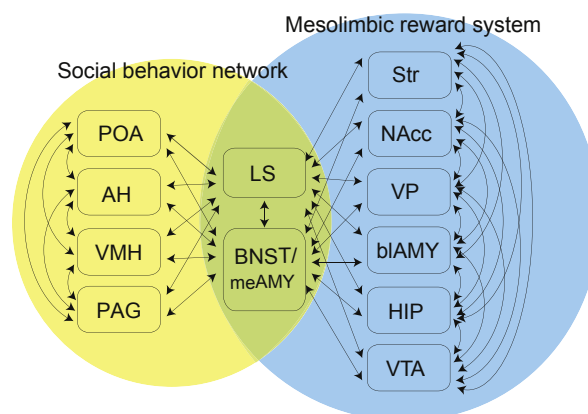 Mesolimbic reward system
Social behavior network
POA
AH
VMH
PAG
LS
BNST/
meAMY
Str
NAcc
VP
blAMY
HIP
VTA